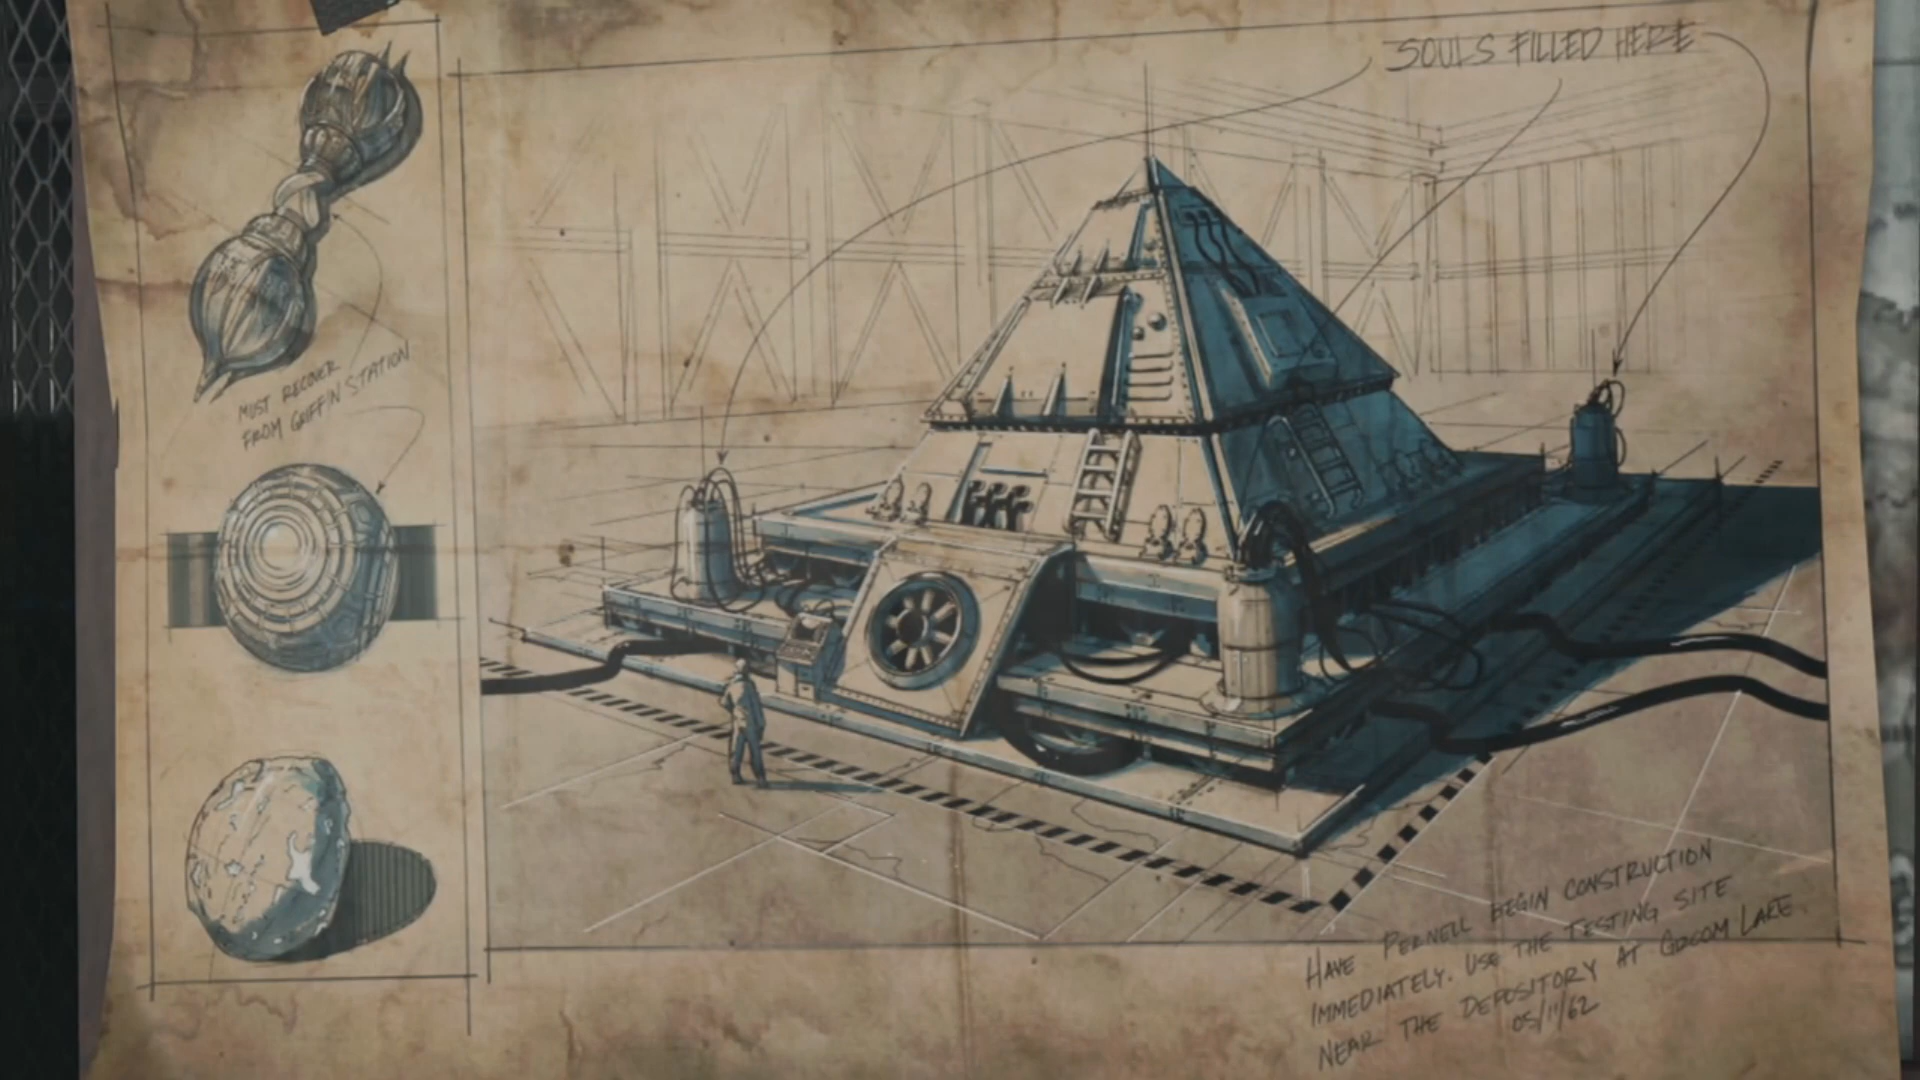 SOULS FILLED HERE
MUST RECOVER
FROM GRIFFIN STATION
HAVE PERNELL BEGIN CONSTRUCTION
IMMEDIATELY. USE THE TESTING SITE
NEAR THE DEPOSITORY AT GROOM LAKE.
05/11/62